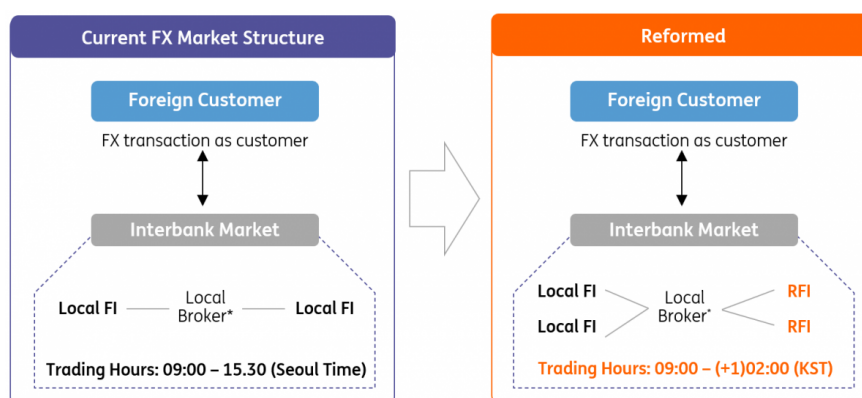 Current FX Market Structure
Foreign Customer
FX transaction as customer
Interbank Market
Local FI
Local
Broker*
Local FI
Trading Hours: 09:00 – 15.30 (Seoul Time)
Reformed
Foreign Customer
FX transaction as customer
Interbank Market
Local FI
Local FI
Local
Broker*
RFI
RFI
Trading Hours: 09:00 – (+1)02:00 (KST)